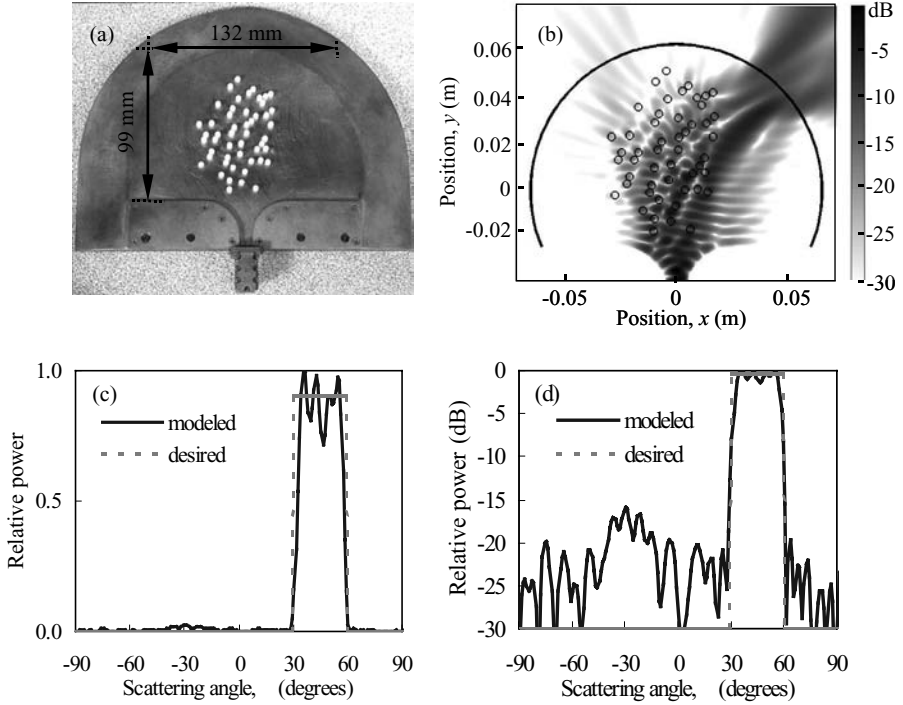 (a)
132 mm
99 mm
(b)
dB
Position, y (m)
0.06
0.04
0.02
0
-0.02
-0.05
0
0.05
Position, x (m)
-5
-10
-15
-20
-25
-30
(c)
modeled
desired
Relative power
1.0
0.5
0.0
-90
-60
-30
0
30
60
90
Scattering angle, (degrees)
(d)
modeled
desired
Relative power (dB)
0
-5
-10
-15
-20
-25
-30
-90
-60
-30
0
30
60
90
Scattering angle, (degrees)